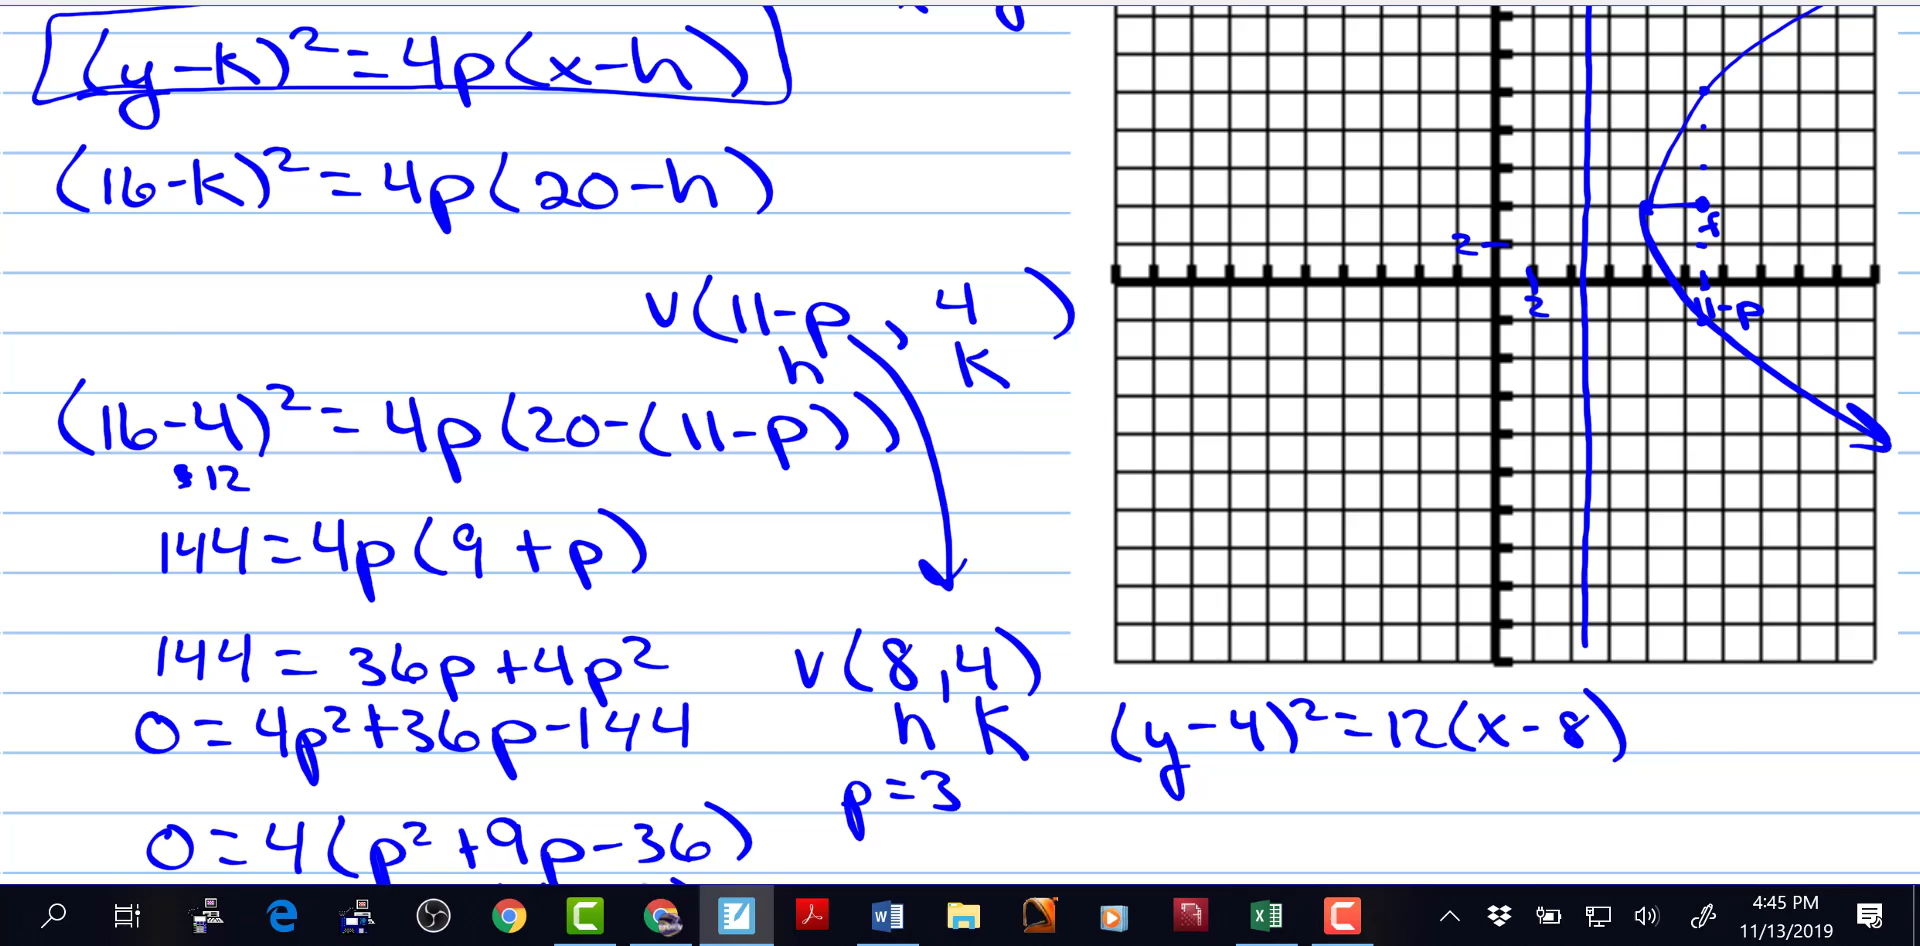 (y-k)²=4p(x-h)
(16-k)²=4p(20-h)
v(11-p, 4)
h k
(16-4)²=4p(20-(11-p))
12
144=4p(9+p)
144=36p+4p²
0=4p²+36p-144
0=4(p²+9p-36)
v(8,4)
h k
p=3
2
2
f
11-p
(y-4)²=12(x-8)
4:45 PM
11/13/2019